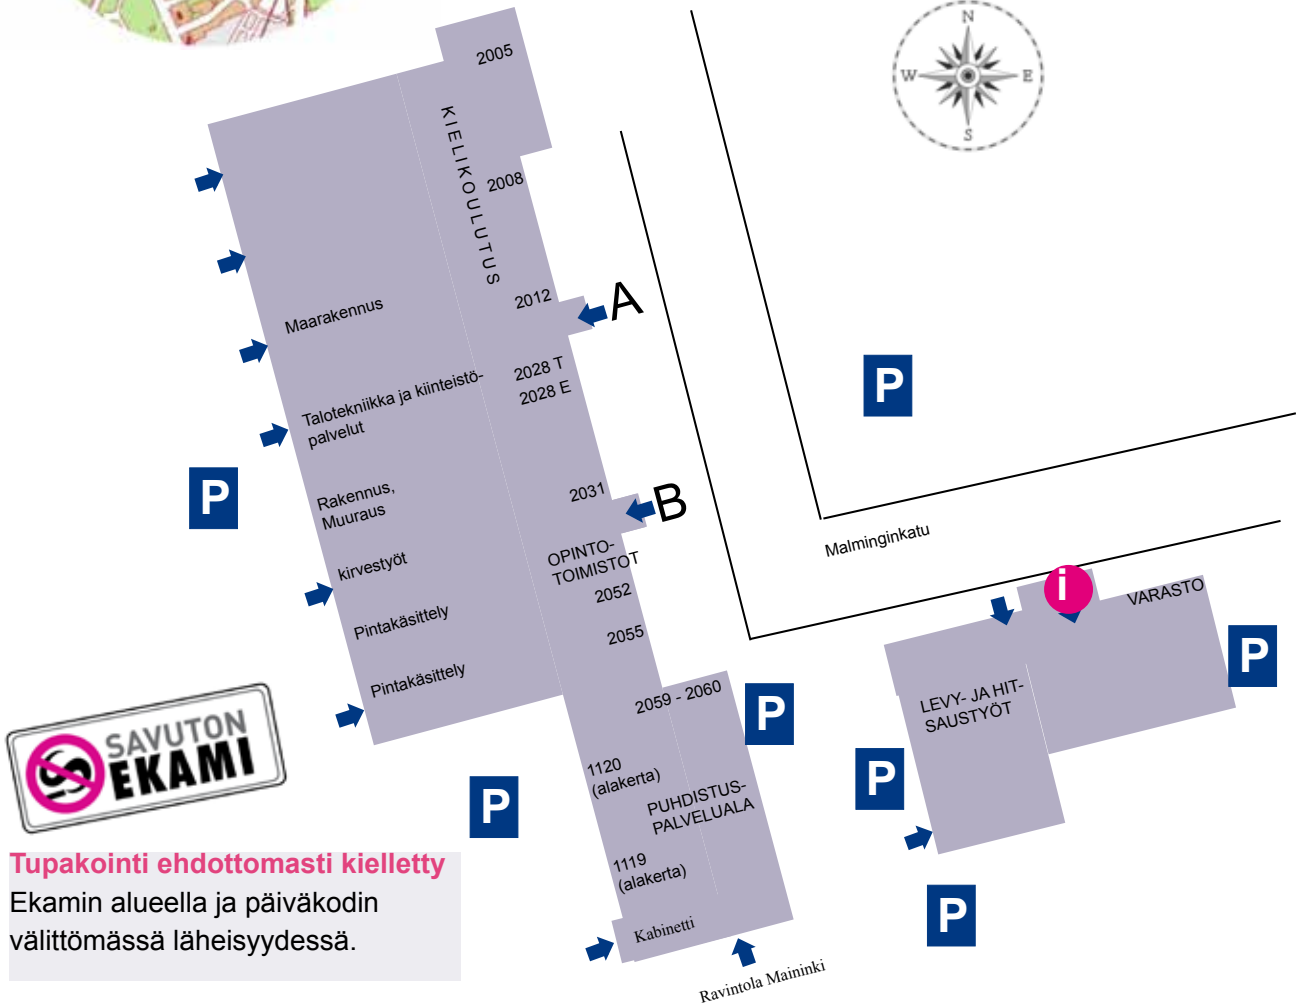 N
W
E
S
2005
KIELIKOULUTUS
2008
2012
A
Maarakennus
2028 T
2028 E
Talotekniikka ja kiinteistö-
palvelut
P
P
Rakennus,
Muuraus
2031
B
Malminginkatu
OPINTO-
TOIMISTOT
kirvestyöt
2052
i
VARASTO
Pintakäsittely
2055
P
Pintakäsittely
2059 - 2060
P
LEVY- JA HIT-
SAUSTYÖT
SAVUTON
EKAMI
1120
(alakerta)
P
P
PUHDISTUS-
PALVELUALA
Tupakointi ehdottomasti kielletty
Ekamin alueella ja päiväkodin
välittömässä läheisyydessä.
1119
(alakerta)
P
Kabinetti
Ravintola Maininki